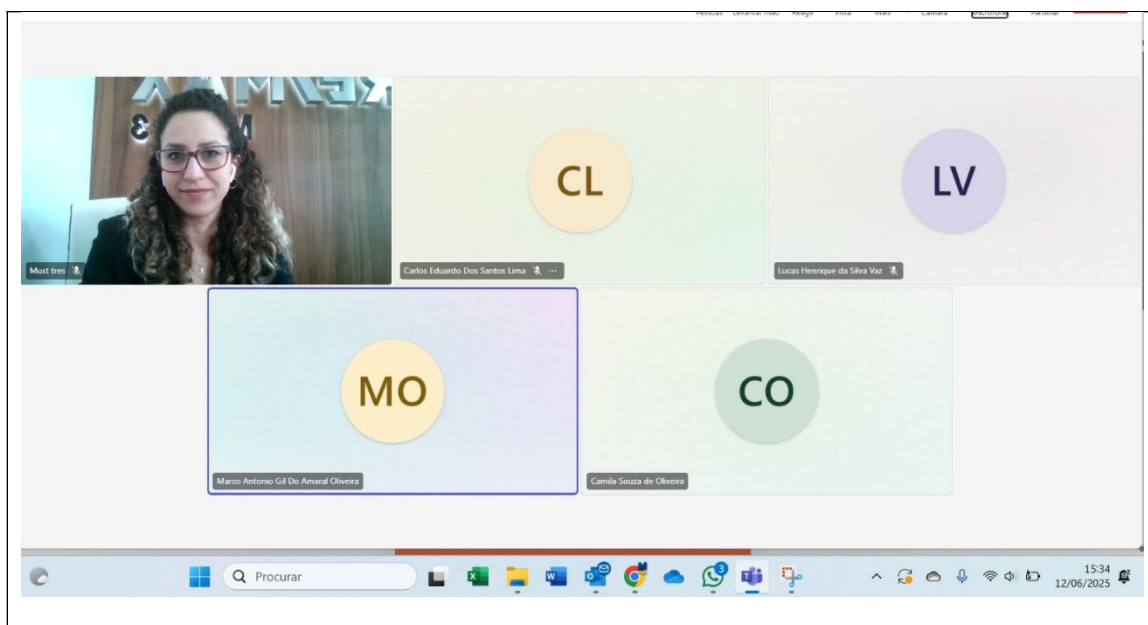 Pessoas Levantar mão Reagir Vista Mais Câmara Microfone Partilhar
CL
LV
Must tres
Carlos Eduardo Dos Santos Lima
Lucas Henrique da Silva Vaz
MO
CO
Marco Antonio Gil Do Amaral Oliveira
Camila Souza de Oliveira
Procurar
3
15:34
12/06/2025